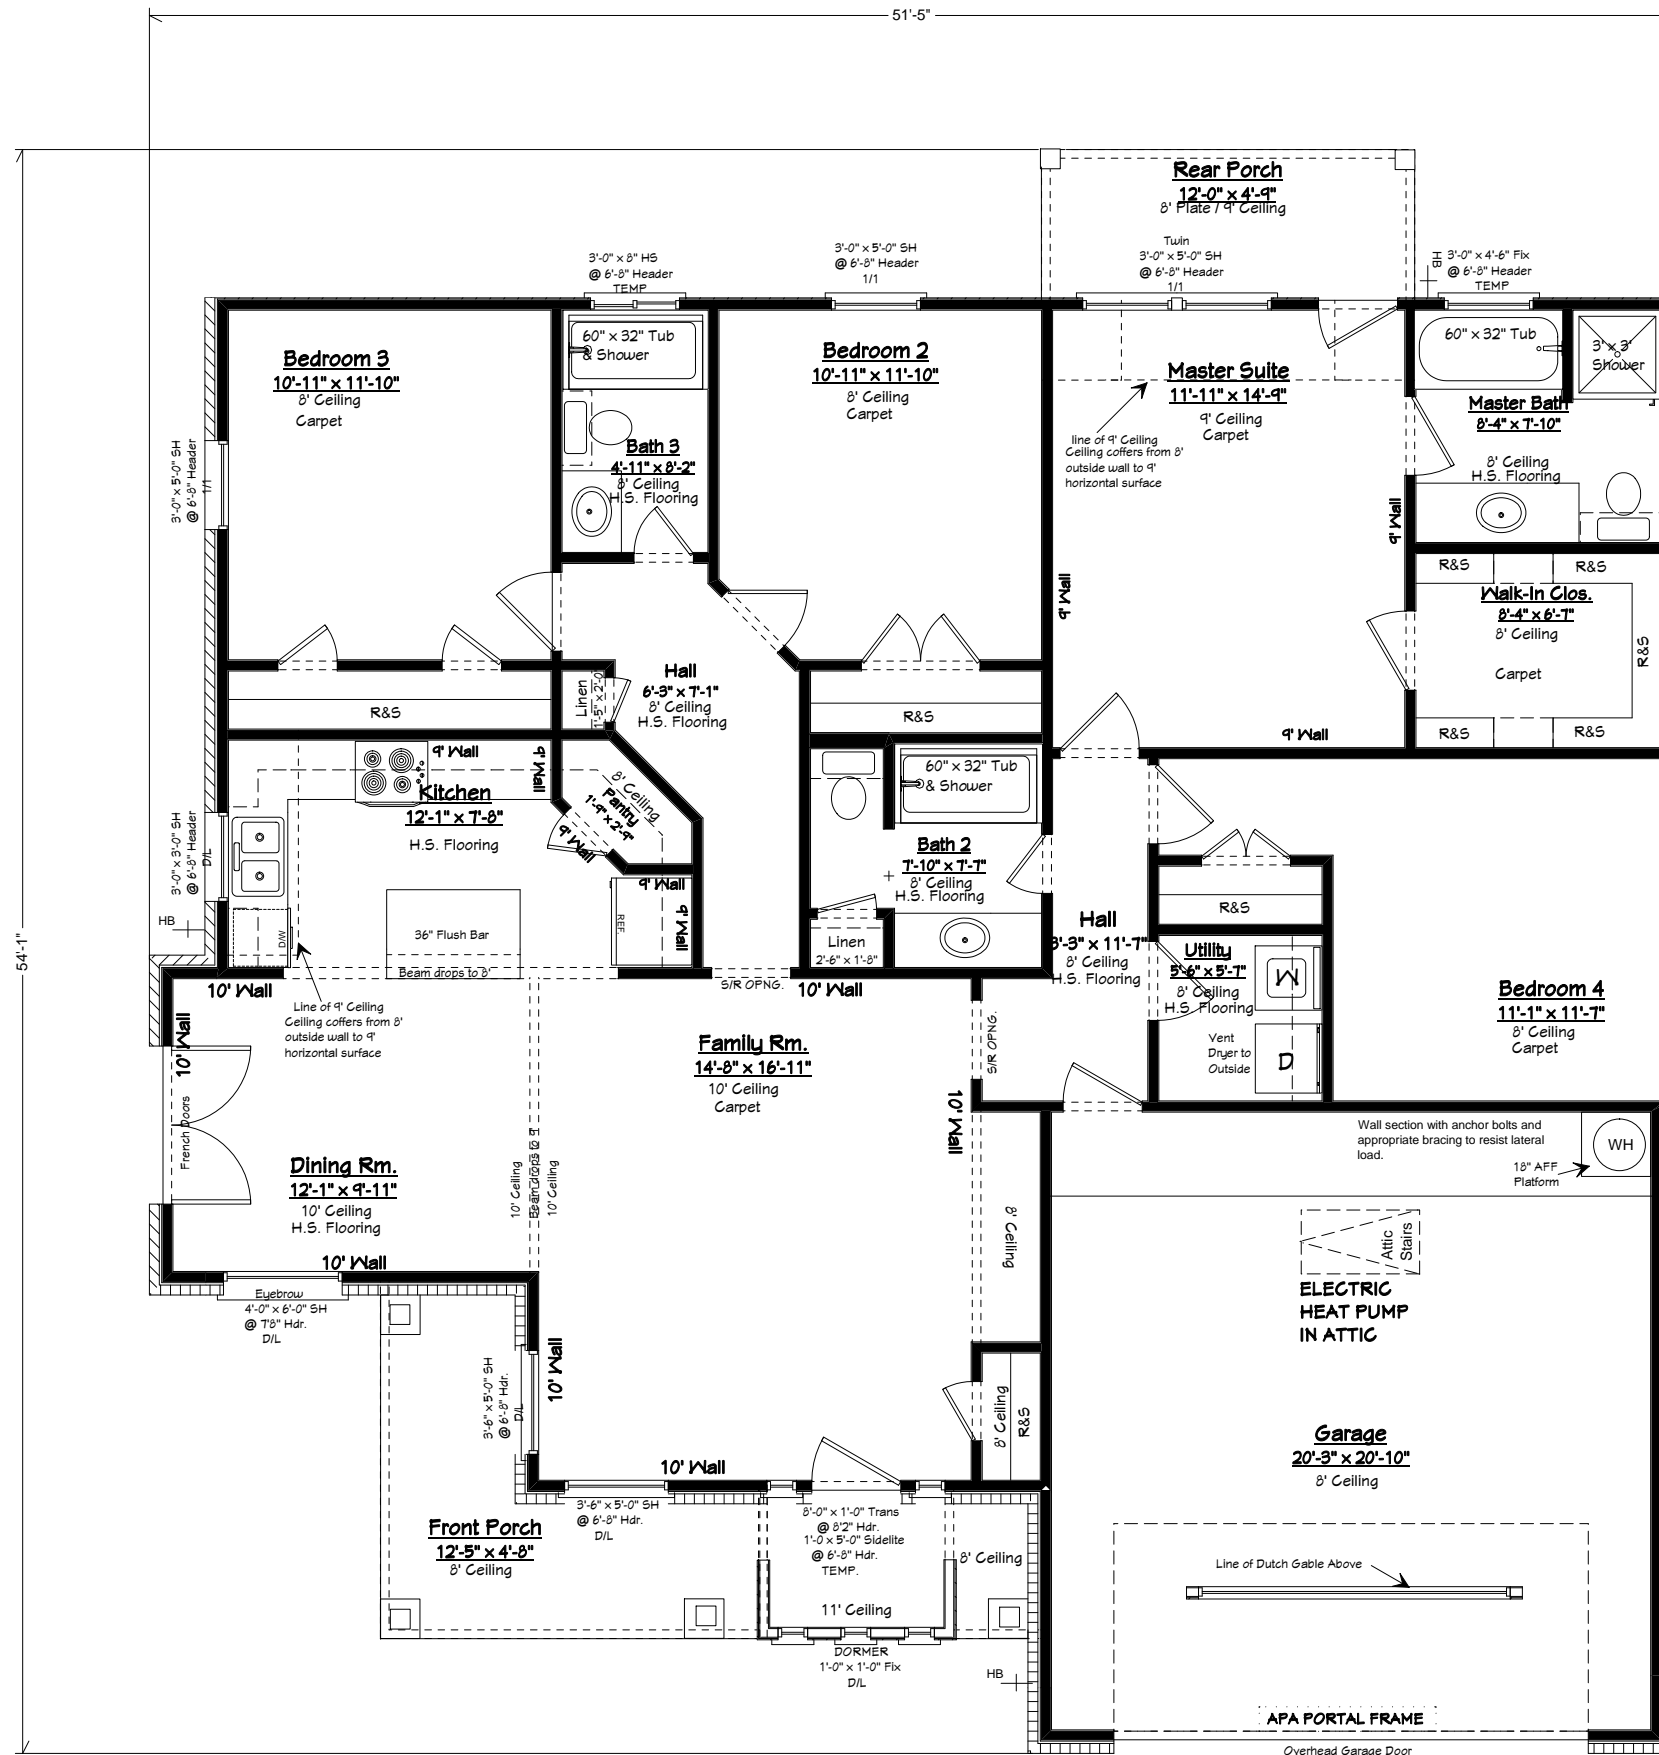 51'-5"
54'-1"
Rear Porch
12'-0" x 4'-9"
8' Plate / 9' Ceiling
3'-0" x 8" HS
@ 6'-8" Header
TEMP
3'-0" x 5'-0" SH
@ 6'-8" Header
1/1
Twin
3'-0" x 5'-0" SH
@ 6'-8" Header
1/1
HB
3'-0" x 4'-6" Fix
@ 6'-8" Header
TEMP
Bedroom 3
10'-11" x 11'-10"
8' Ceiling
Carpet
60" x 32" Tub
& Shower
Bath 3
4'-11" x 8'-2"
8' Ceiling
H.S. Flooring
Bedroom 2
10'-11" x 11'-10"
8' Ceiling
Carpet
Master Suite
11'-11" x 14'-9"
9' Ceiling
Carpet
line of 9' Ceiling
Ceiling coffers from 8'
outside wall to 9'
horizontal surface
60" x 32" Tub
3' x 3'
Shower
Master Bath
8'-4" x 7'-10"
8' Ceiling
H.S. Flooring
3'-0" x 5'-0" SH
@ 6'-8" Header
1/1
9' Wall
9' Wall
9' Wall
R&S
R&S
Walk-In Clos.
8'-4" x 6'-7"
8' Ceiling
Carpet
R&S
R&S
R&S
Hall
6'-3" x 7'-1"
8' Ceiling
H.S. Flooring
Linen
1'-5" x 2'-0"
R&S
R&S
9' Wall
9' Wall
Kitchen
12'-1" x 7'-8"
H.S. Flooring
8' Ceiling
Pantry
1'-9" x 2'-9"
9' Wall
9' Wall
9' Wall
REF.
3'-0" x 3'-0" SH
@ 6'-8" Header
D/L
HB
D/W
36" Flush Bar
Beam drops to 8'
60" x 32" Tub
& Shower
Bath 2
7'-10" x 7'-7"
8' Ceiling
H.S. Flooring
Linen
2'-6" x 1'-8"
Hall
3'-3" x 11'-7"
8' Ceiling
H.S. Flooring
R&S
Utility
5'-6" x 5'-7"
8' Ceiling
H.S. Flooring
W
D
Vent
Dryer to
Outside
Bedroom 4
11'-1" x 11'-7"
8' Ceiling
Carpet
10' Wall
S/R OPNG.
10' Wall
S/R OPNG.
Line of 9' Ceiling
Ceiling coffers from 8'
outside wall to 9'
horizontal surface
10' Wall
French Doors
Family Rm.
14'-8" x 16'-11"
10' Ceiling
Carpet
10' Wall
Dining Rm.
12'-1" x 9'-11"
10' Ceiling
H.S. Flooring
10' Ceiling
Beam drops to 9'
10' Ceiling
8' Ceiling
10' Wall
Wall section with anchor bolts and
appropriate bracing to resist lateral
load.
WH
18" AFF
Platform
Attic
Stairs
ELECTRIC
HEAT PUMP
IN ATTIC
Eyebrow
4'-0" x 6'-0" SH
@ 7'8" Hdr.
D/L
3'-6" x 5'-0" SH
@ 6'-8" Hdr.
D/L
10' Wall
8' Ceiling
R&S
10' Wall
Garage
20'-3" x 20'-10"
8' Ceiling
Front Porch
12'-5" x 4'-8"
8' Ceiling
3'-6" x 5'-0" SH
@ 6'-8" Hdr.
D/L
8'-0" x 1'-0" Trans
@ 8'2" Hdr.
1'-0 x 5'-0" Sidelite
@ 6'-8" Hdr.
TEMP.
8' Ceiling
11' Ceiling
Line of Dutch Gable Above
DORMER
1'-0" x 1'-0" Fix
D/L
HB
APA PORTAL FRAME
Overhead Garage Door